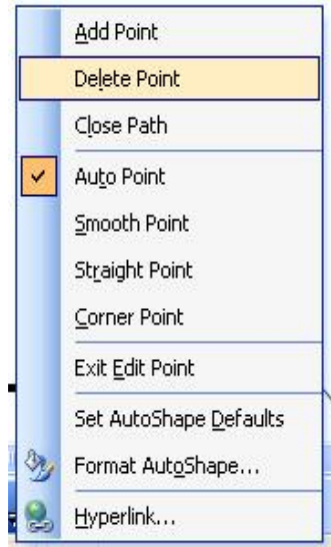 Add Point
Delete Point
Close Path
Auto Point
Smooth Point
Straight Point
Corner Point
Exit Edit Point
Set AutoShape Defaults
Format AutoShape...
Hyperlink...